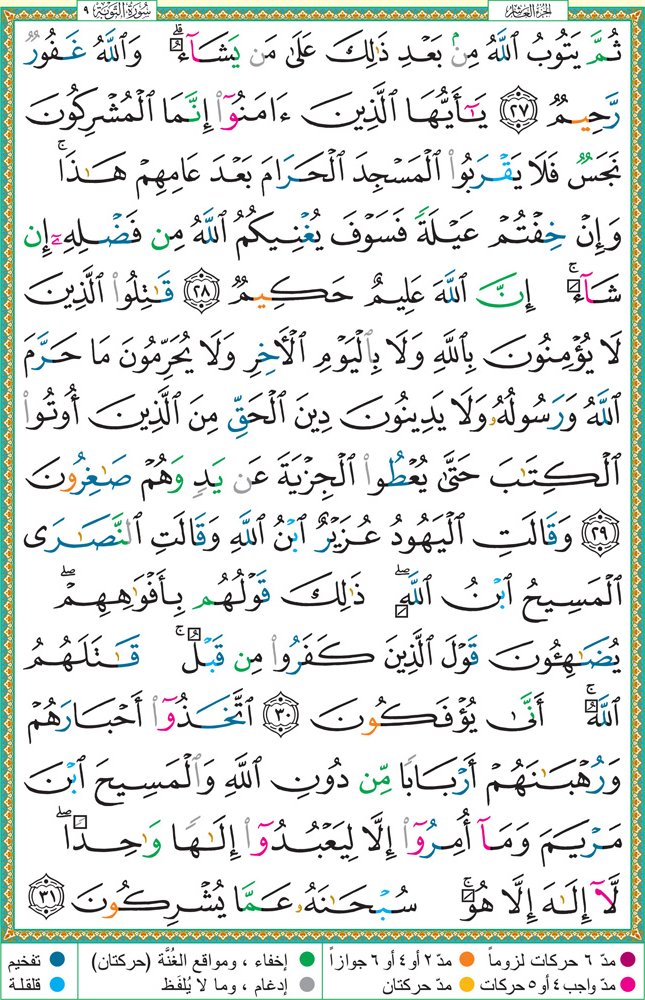 الجزء العاشر
سورة التوبة ٩
ثُمَّ يَتُوبُ ٱللَّهُ مِنۢ بَعْدِ ذَٰلِكَ عَلَىٰ مَن يَشَآءُ ۗ وَٱللَّهُ غَفُورٌ
رَّحِيمٌ ٢٧ يَـٰٓأَيُّهَا ٱلَّذِينَ ءَامَنُوٓا۟ إِنَّمَا ٱلْمُشْرِكُونَ
نَجَسٌ فَلَا يَقْرَبُوا۟ ٱلْمَسْجِدَ ٱلْحَرَامَ بَعْدَ عَامِهِمْ هَـٰذَا ۚ
وَإِنْ خِفْتُمْ عَيْلَةً فَسَوْفَ يُغْنِيكُمُ ٱللَّهُ مِن فَضْلِهِۦٓ إِن
شَآءَ ۚ إِنَّ ٱللَّهَ عَلِيمٌ حَكِيمٌ ٢٨ قَـٰتِلُوا۟ ٱلَّذِينَ
لَا يُؤْمِنُونَ بِٱللَّهِ وَلَا بِٱلْيَوْمِ ٱلْـَٔاخِرِ وَلَا يُحَرِّمُونَ مَا حَرَّمَ
ٱللَّهُ وَرَسُولُهُۥ وَلَا يَدِينُونَ دِينَ ٱلْحَقِّ مِنَ ٱلَّذِينَ أُوتُوا۟
ٱلْكِتَـٰبَ حَتَّىٰ يُعْطُوا۟ ٱلْجِزْيَةَ عَن يَدٍ وَهُمْ صَـٰغِرُونَ
٢٩ وَقَالَتِ ٱلْيَهُودُ عُزَيْرٌ ٱبْنُ ٱللَّهِ وَقَالَتِ ٱلنَّصَـٰرَى
ٱلْمَسِيحُ ٱبْنُ ٱللَّهِ ۖ ذَٰلِكَ قَوْلُهُم بِأَفْوَٰهِهِمْ ۖ
يُضَـٰهِـُٔونَ قَوْلَ ٱلَّذِينَ كَفَرُوا۟ مِن قَبْلُ ۚ قَـٰتَلَهُمُ
ٱللَّهُ ۚ أَنَّىٰ يُؤْفَكُونَ ٣٠ ٱتَّخَذُوٓا۟ أَحْبَارَهُمْ
وَرُهْبَـٰنَهُمْ أَرْبَابًا مِّن دُونِ ٱللَّهِ وَٱلْمَسِيحَ ٱبْنَ
مَرْيَمَ وَمَآ أُمِرُوٓا۟ إِلَّا لِيَعْبُدُوٓا۟ إِلَـٰهًا وَٰحِدًا ۖ
لَّآ إِلَـٰهَ إِلَّا هُوَ ۚ سُبْحَـٰنَهُۥ عَمَّا يُشْرِكُونَ ٣١
مدّ ٦ حركات لزوماً مدّ ٢ أو ٤ أو ٦ جوازاً إخفاء ، ومواقع الغُنَّة (حركتان) تفخيم
مدّ واجب ٤ أو ٥ حركات مدّ حركتان إدغام ، وما لا يُلفَظ قلقلة